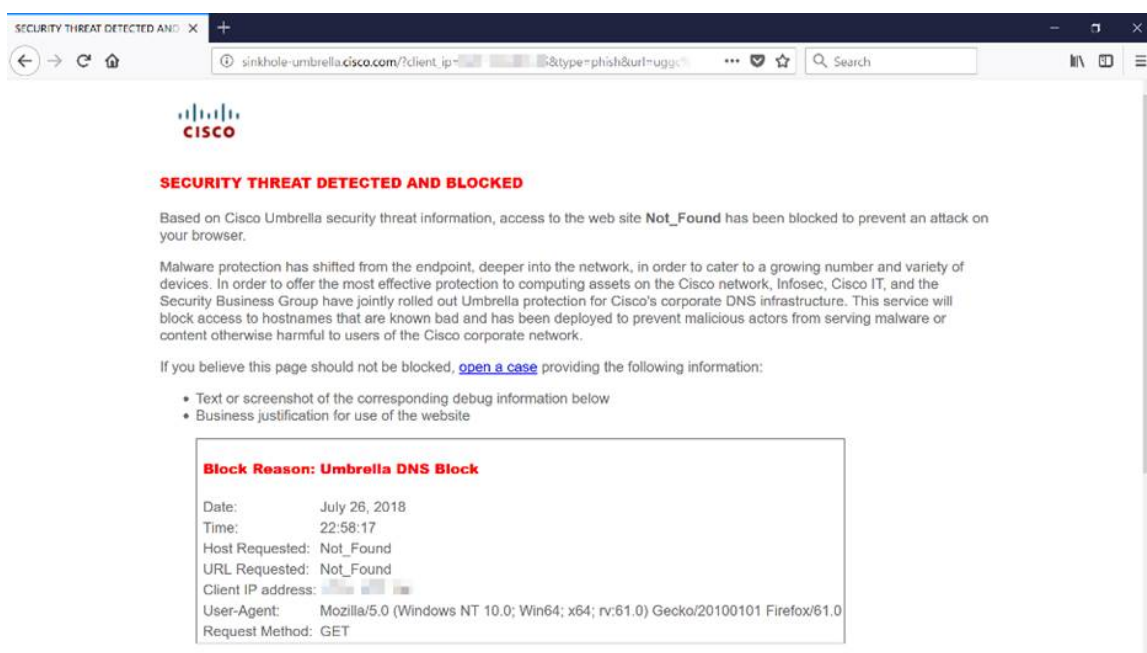 SECURITY THREAT DETECTED AND
sinkhole-umbrella.cisco.com/?client_ip= &type=phish&url=uggc%
Search
CISCO
SECURITY THREAT DETECTED AND BLOCKED
Based on Cisco Umbrella security threat information, access to the web site Not_Found has been blocked to prevent an attack on
your browser.
Malware protection has shifted from the endpoint, deeper into the network, in order to cater to a growing number and variety of
devices. In order to offer the most effective protection to computing assets on the Cisco network, Infosec, Cisco IT, and the
Security Business Group have jointly rolled out Umbrella protection for Cisco's corporate DNS infrastructure. This service will
block access to hostnames that are known bad and has been deployed to prevent malicious actors from serving malware or
content otherwise harmful to users of the Cisco corporate network.
If you believe this page should not be blocked, open a case providing the following information:
• Text or screenshot of the corresponding debug information below
• Business justification for use of the website
Block Reason: Umbrella DNS Block
Date: July 26, 2018
Time: 22:58:17
Host Requested: Not_Found
URL Requested: Not_Found
Client IP address:
User-Agent: Mozilla/5.0 (Windows NT 10.0; Win64; x64; rv:61.0) Gecko/20100101 Firefox/61.0
Request Method: GET